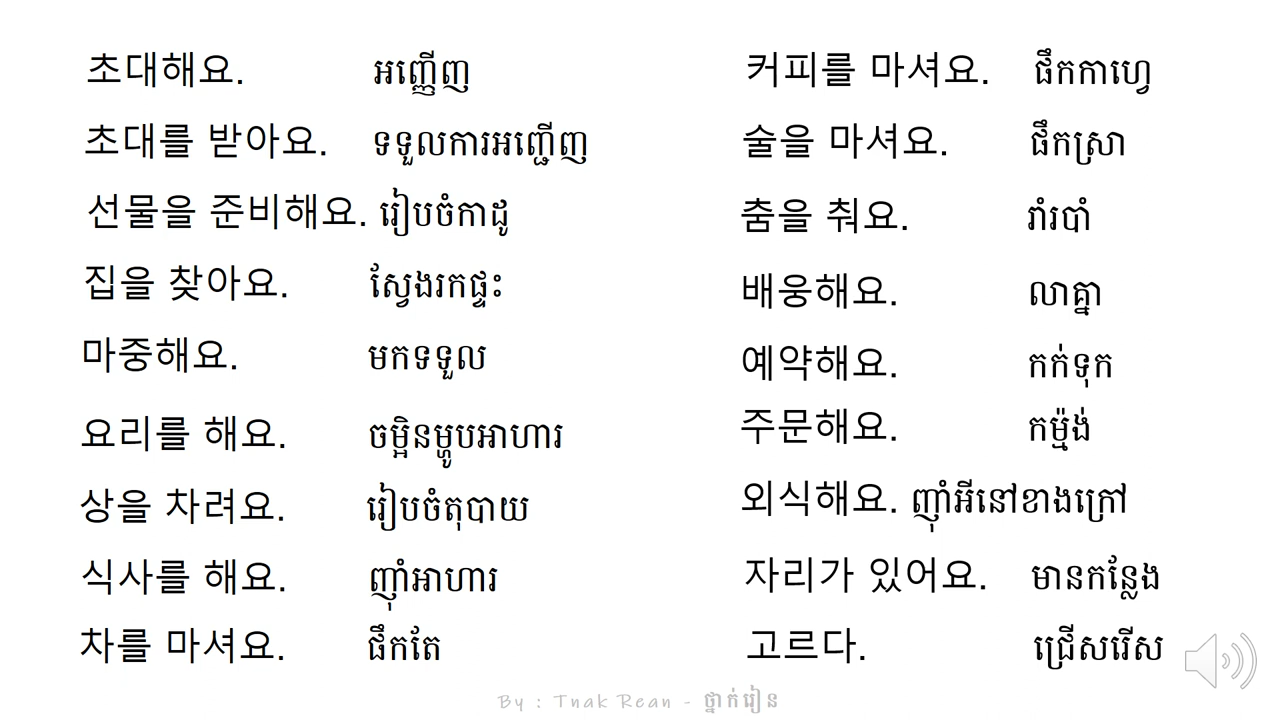 초대해요. អញ្ញើញ
초대를 받아요. ទទួលការអញ្ជើញ
선물을 준비해요. រៀបចំកាដូ
집을 찾아요. ស្វែងរកផ្ទះ
마중해요. មកទទួល
요리를 해요. ចម្អិនម្ហូបអាហារ
상을 차려요. រៀបចំតុបាយ
식사를 해요. ញ៉ាំអាហារ
차를 마셔요. ផឹកតែ
커피를 마셔요. ផឹកកាហ្វេ
술을 마셔요. ផឹកស្រា
춤을 춰요. រាំរបាំ
배웅해요. លាគ្នា
예약해요. កក់ទុក
주문해요. កម្ម៉ង់
외식해요. ញ៉ាំអីនៅខាងក្រៅ
자리가 있어요. មានកន្លែង
고르다. ជ្រើសរើស
By : Tnak Rean - ថ្នាក់រៀន